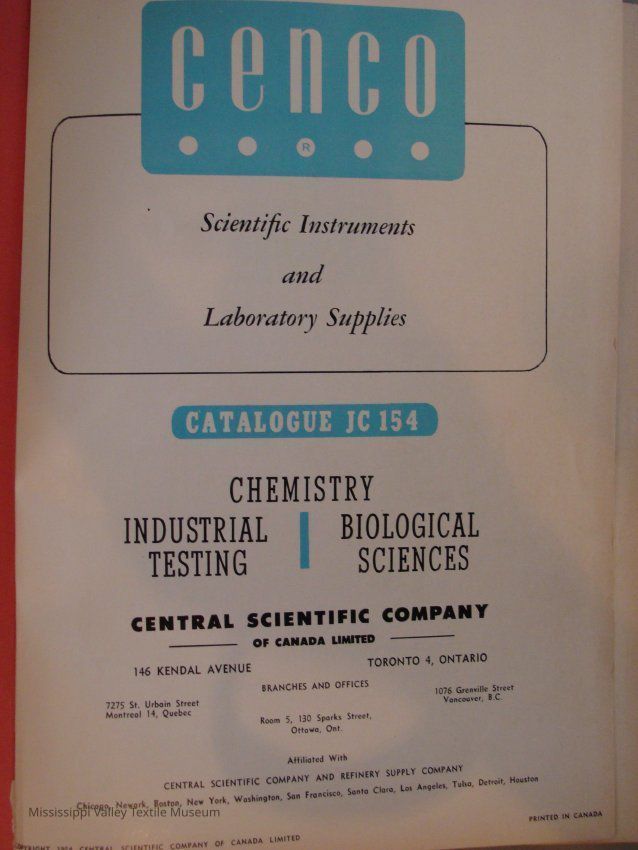 cenco
R
Scientific Instruments
and
Laboratory Supplies
CATALOGUE JC 154
CHEMISTRY
INDUSTRIAL TESTING
BIOLOGICAL SCIENCES
CENTRAL SCIENTIFIC COMPANY
OF CANADA LIMITED
146 KENDAL AVENUE
TORONTO 4, ONTARIO
BRANCHES AND OFFICES
7275 St. Urbain Street
Montreal 14, Quebec
Room 5, 130 Sparks Street,
Ottawa, Ont.
1076 Granville Street
Vancouver, B.C.
Affiliated With
CENTRAL SCIENTIFIC COMPANY AND REFINERY SUPPLY COMPANY
Chicago, Newark, Boston, New York, Washington, San Francisco, Santa Clara, Los Angeles, Tulsa, Detroit, Houston
Mississippi Valley Textile Museum
PRINTED IN CANADA
CENTRAL SCIENTIFIC COMPANY OF CANADA LIMITED